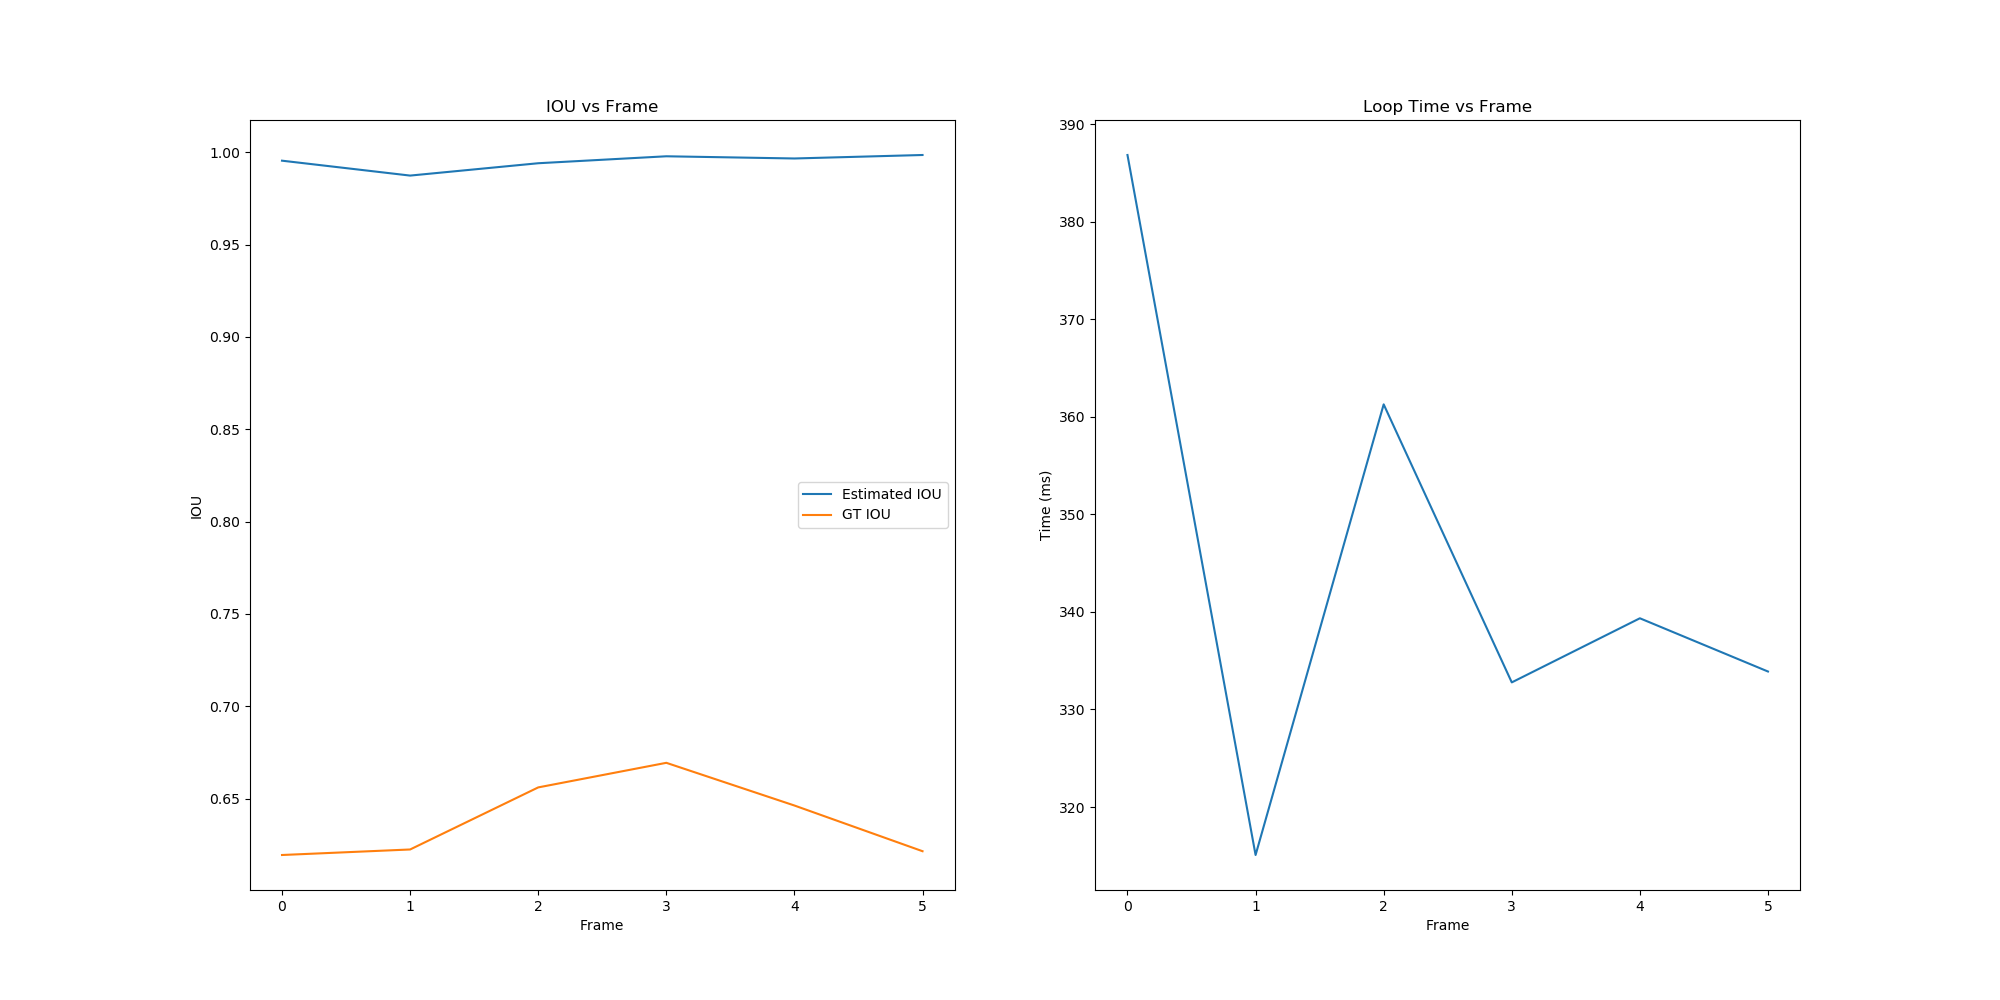 IOU vs Frame
1.00
0.95
0.90
0.85
0.80
0.75
0.70
0.65
IOU
Estimated IOU
GT IOU
0 1 2 3 4 5
Frame
Loop Time vs Frame
390
380
370
360
350
340
330
320
Time (ms)
0 1 2 3 4 5
Frame